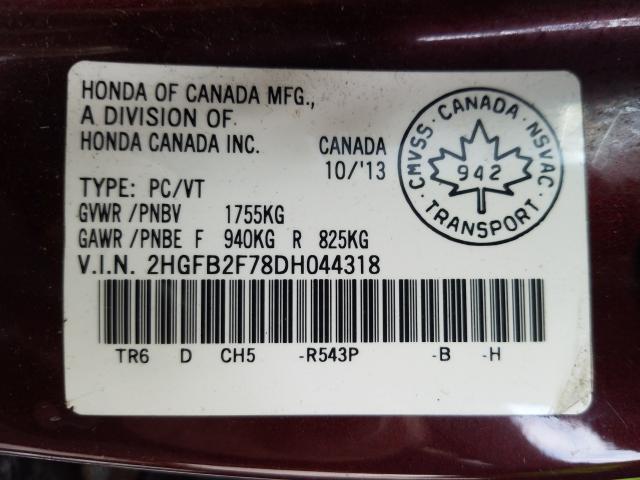 HONDA OF CANADA MFG.,
A DIVISION OF.
HONDA CANADA INC.
CANADA
10/'13
TYPE: PC/VT
GVWR/PNBV 1755KG
GAWR/PNBE F 940KG R 825KG
V.I.N. 2HGFB2F78DH044318
TR6 D CH5 -R543P -B -H
CMVSS · CANADA · NSVAC
942
TRANSPORT